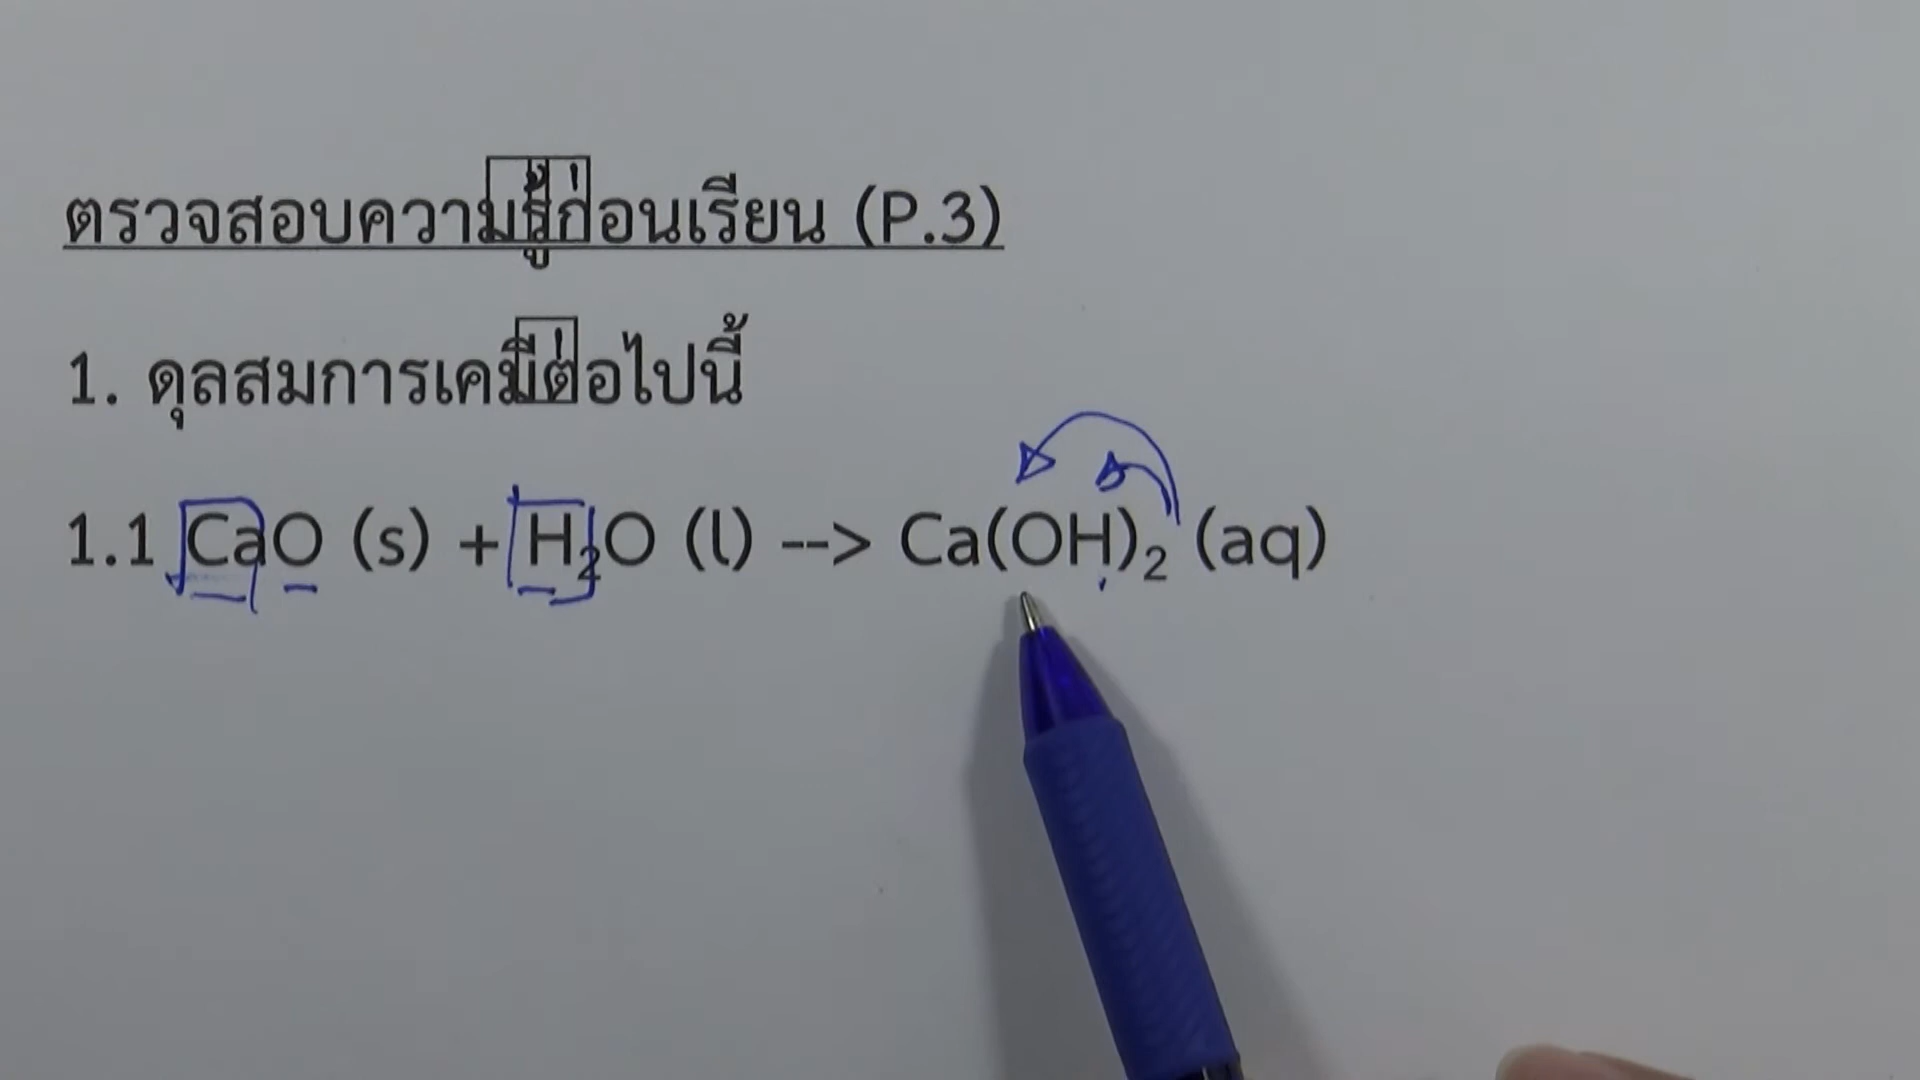 ตรวจสอบความรู้ก่อนเรียน (P.3)
1. ดุลสมการเคมีต่อไปนี้
1.1 CaO (s) + H₂O (l) --> Ca(OH)₂ (aq)